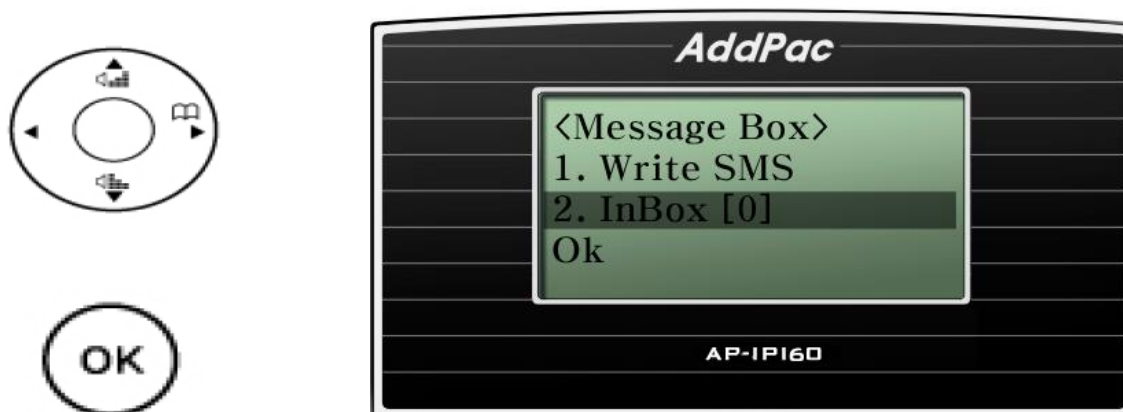 AddPac
<Message Box>
1. Write SMS
2. InBox [0]
Ok
AP-IP160
OK